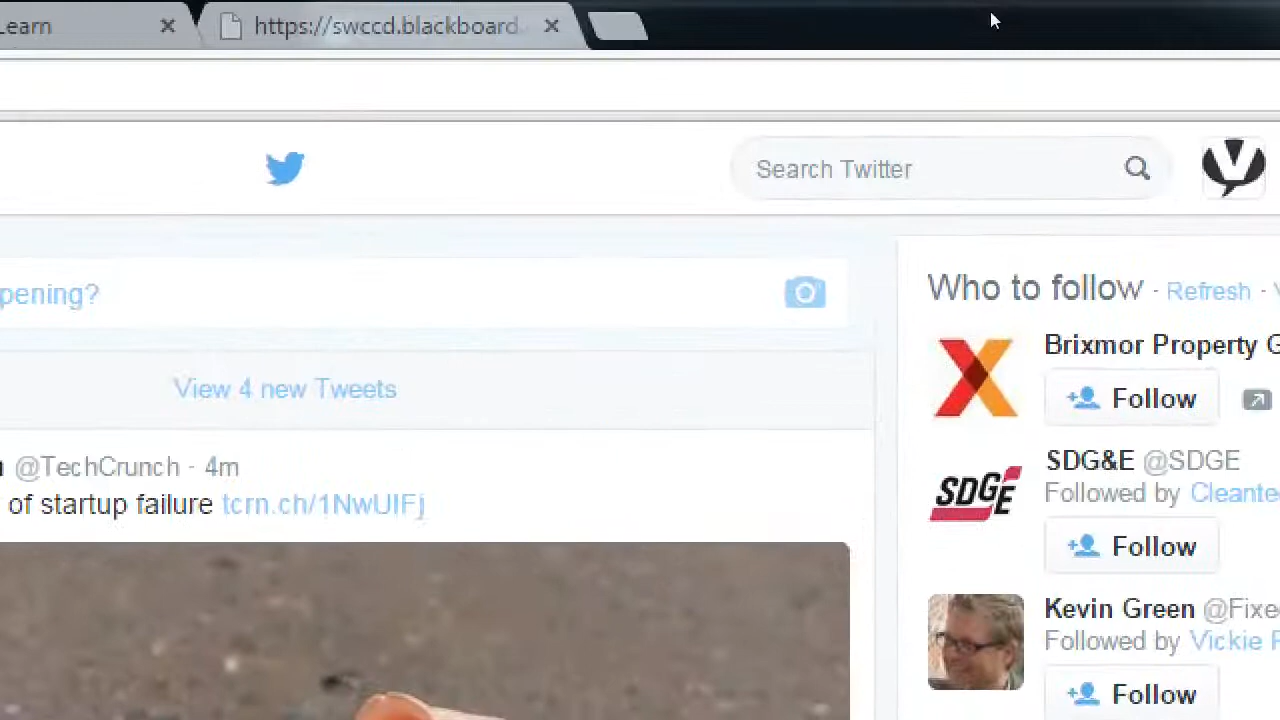 Learn
https://swccd.blackboard.
Search Twitter
pening?
Who to follow · Refresh ·
View 4 new Tweets
Brixmor Property G
Follow
@TechCrunch · 4m
of startup failure tcrn.ch/1NwUIFj
SDG&E @SDGE
Followed by Cleante
SDGE
Follow
Kevin Green @Fixe
Followed by Vickie
Follow